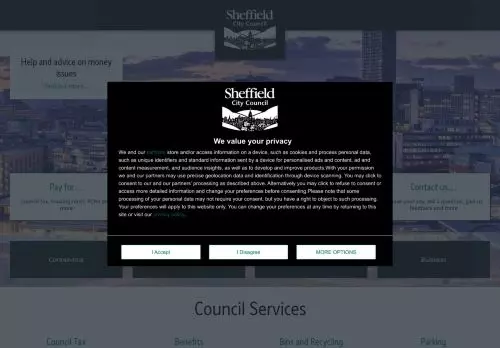 Sheffield
City Council
Help and advice on money
issues
Sheffield
City Council
We value your privacy
We and our partners store and/or access information on a device, such as cookies and process personal data,
such as unique identifiers and standard information sent by a device for personalised ads and content, ad and
content measurement, and audience insights, as well as to develop and improve products.With your permission
we and our partners may use precise geolocation data and identification through device scanning. You may click to
consent to our and our partners' processing as described above. Alternatively you may click to refuse to consent or
access more detailed information and change your preferences before consenting.Please note that some
processing of your personal data may not require your consent, but you have a right to object to such processing.
Your preferences will apply to this website only. You can change your preferences at any time by returning to this
site or visit our privacy policy.
Pay for...
Contact us...
more
feedback and more
I Accept
I Disagree
MORE OPTIONS
Coronavirus
Business
Council Services
Council Tax
Benefits
Bins and Recycling
Parking